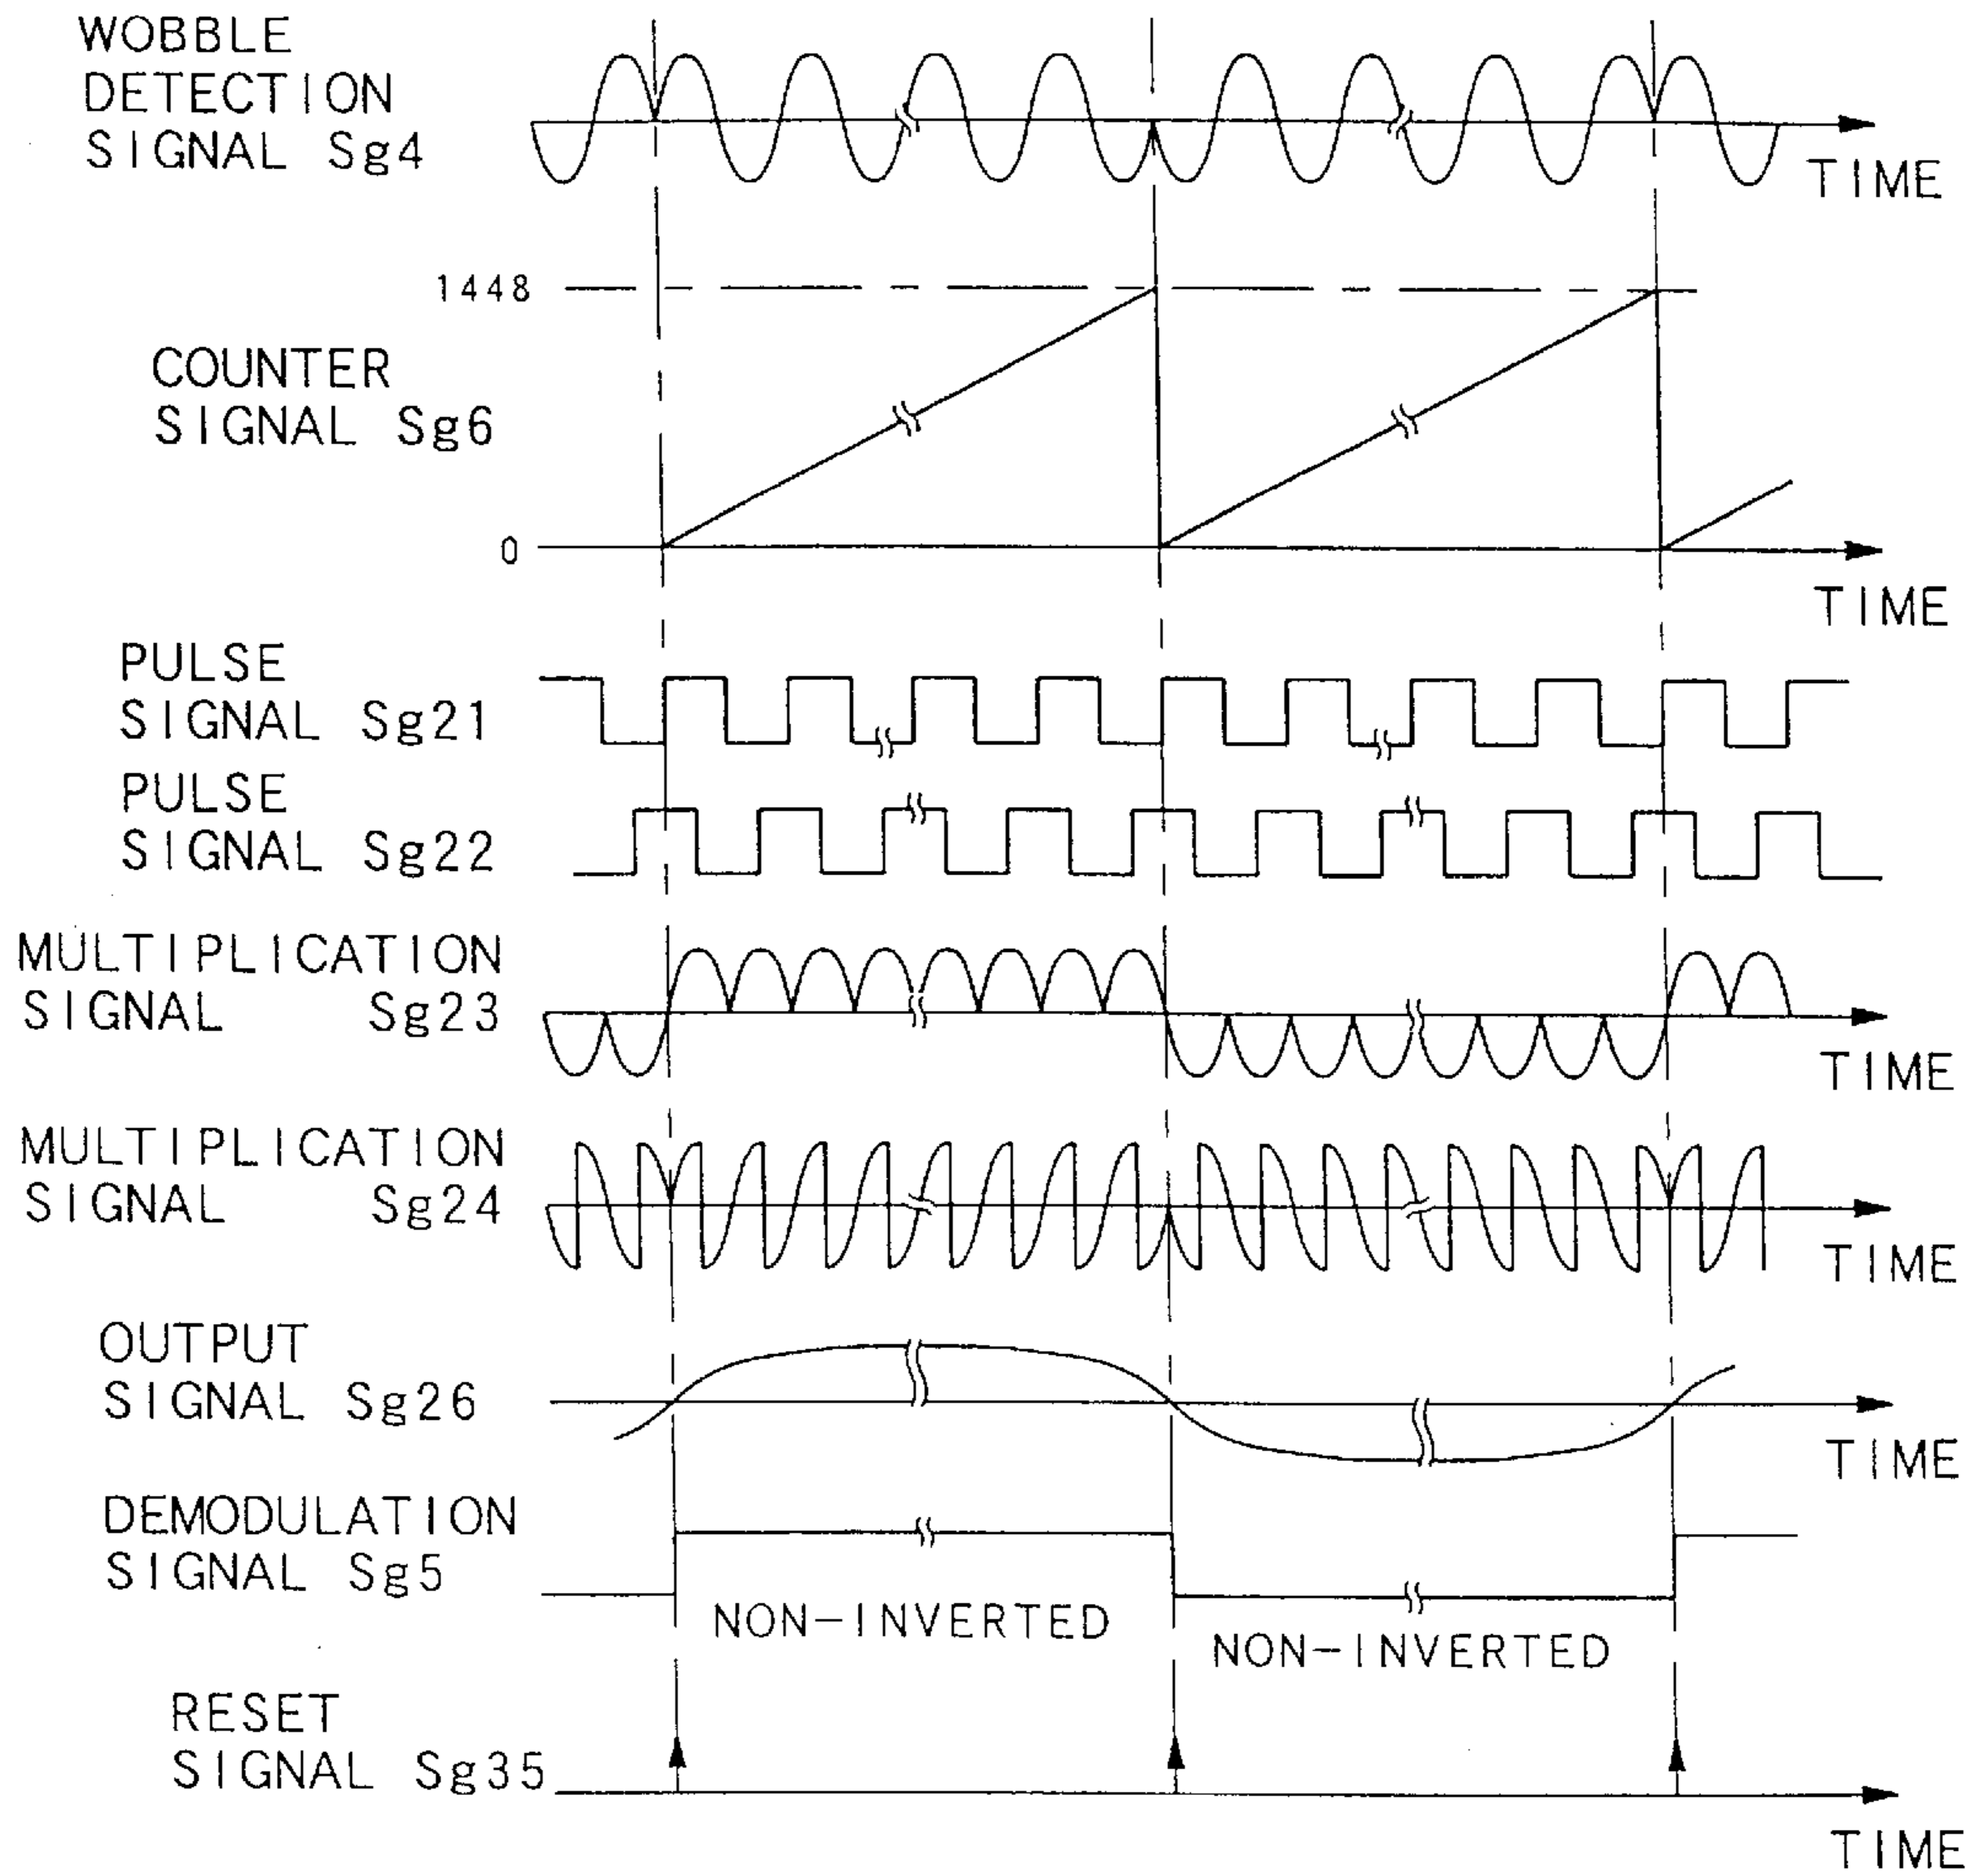 WOBBLE
DETECTION
SIGNAL Sg4
TIME
1448
COUNTER
SIGNAL Sg6
0
TIME
PULSE
SIGNAL Sg21
PULSE
SIGNAL Sg22
MULTIPLICATION
SIGNAL Sg23
TIME
MULTIPLICATION
SIGNAL Sg24
TIME
OUTPUT
SIGNAL Sg26
TIME
DEMODULATION
SIGNAL Sg5
NON-INVERTED
NON-INVERTED
RESET
SIGNAL Sg35
TIME